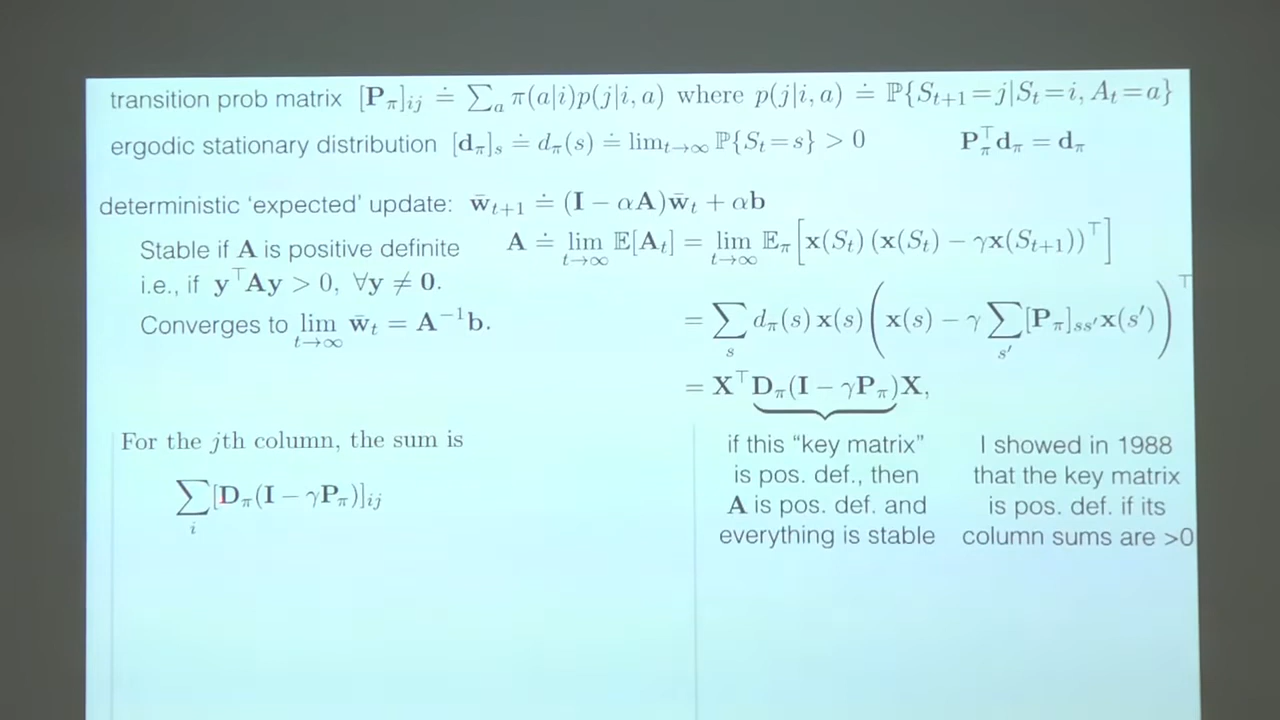 transition prob matrix [P_π]_ij ≐ ∑_a π(a|i)p(j|i, a) where p(j|i, a) ≐ ℙ{S_{t+1}=j|S_t=i, A_t=a}
ergodic stationary distribution [d_π]_s ≐ d_π(s) ≐ lim_{t→∞} ℙ{S_t=s} > 0 P_π^⊤ d_π = d_π
deterministic ‘expected’ update: w̄_{t+1} ≐ (I − αA)w̄_t + αb
Stable if A is positive definite
i.e., if y^⊤Ay > 0, ∀y ≠ 0.
Converges to lim_{t→∞} w̄_t = A^{−1}b.
A ≐ lim_{t→∞} 𝔼[A_t] = lim_{t→∞} 𝔼_π[x(S_t) (x(S_t) − γx(S_{t+1}))^⊤]
= ∑_s d_π(s) x(s) (x(s) − γ ∑_{s′} [P_π]_{ss′} x(s′))^⊤
= X^⊤D_π(I − γP_π)X,
For the jth column, the sum is
∑_i [D_π(I − γP_π)]_ij
if this “key matrix”
is pos. def., then
A is pos. def. and
everything is stable
I showed in 1988
that the key matrix
is pos. def. if its
column sums are >0